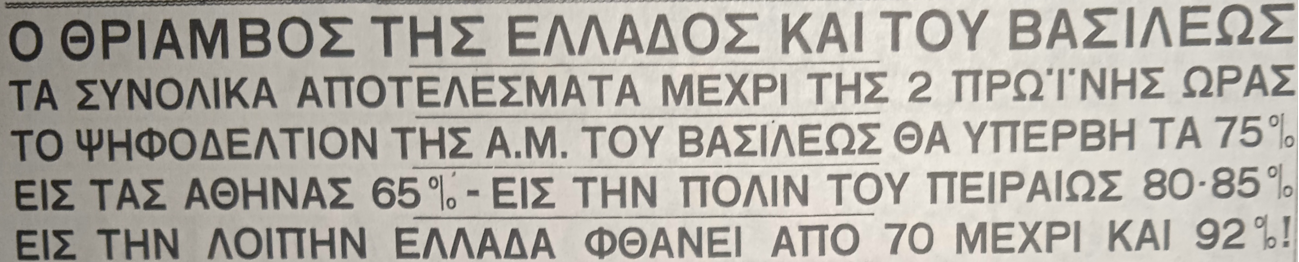 Ο ΘΡΙΑΜΒΟΣ ΤΗΣ ΕΛΛΑΔΟΣ ΚΑΙ ΤΟΥ ΒΑΣΙΛΕΩΣ
ΤΑ ΣΥΝΟΛΙΚΑ ΑΠΟΤΕΛΕΣΜΑΤΑ ΜΕΧΡΙ ΤΗΣ 2 ΠΡΩΪΝΗΣ ΩΡΑΣ
ΤΟ ΨΗΦΟΔΕΛΤΙΟΝ ΤΗΣ Α.Μ. ΤΟΥ ΒΑΣΙΛΕΩΣ ΘΑ ΥΠΕΡΒΗ ΤΑ 75%
ΕΙΣ ΤΑΣ ΑΘΗΝΑΣ 65% - ΕΙΣ ΤΗΝ ΠΟΛΙΝ ΤΟΥ ΠΕΙΡΑΙΩΣ 80-85%
ΕΙΣ ΤΗΝ ΛΟΙΠΗΝ ΕΛΛΑΔΑ ΦΘΑΝΕΙ ΑΠΟ 70 ΜΕΧΡΙ ΚΑΙ 92%!